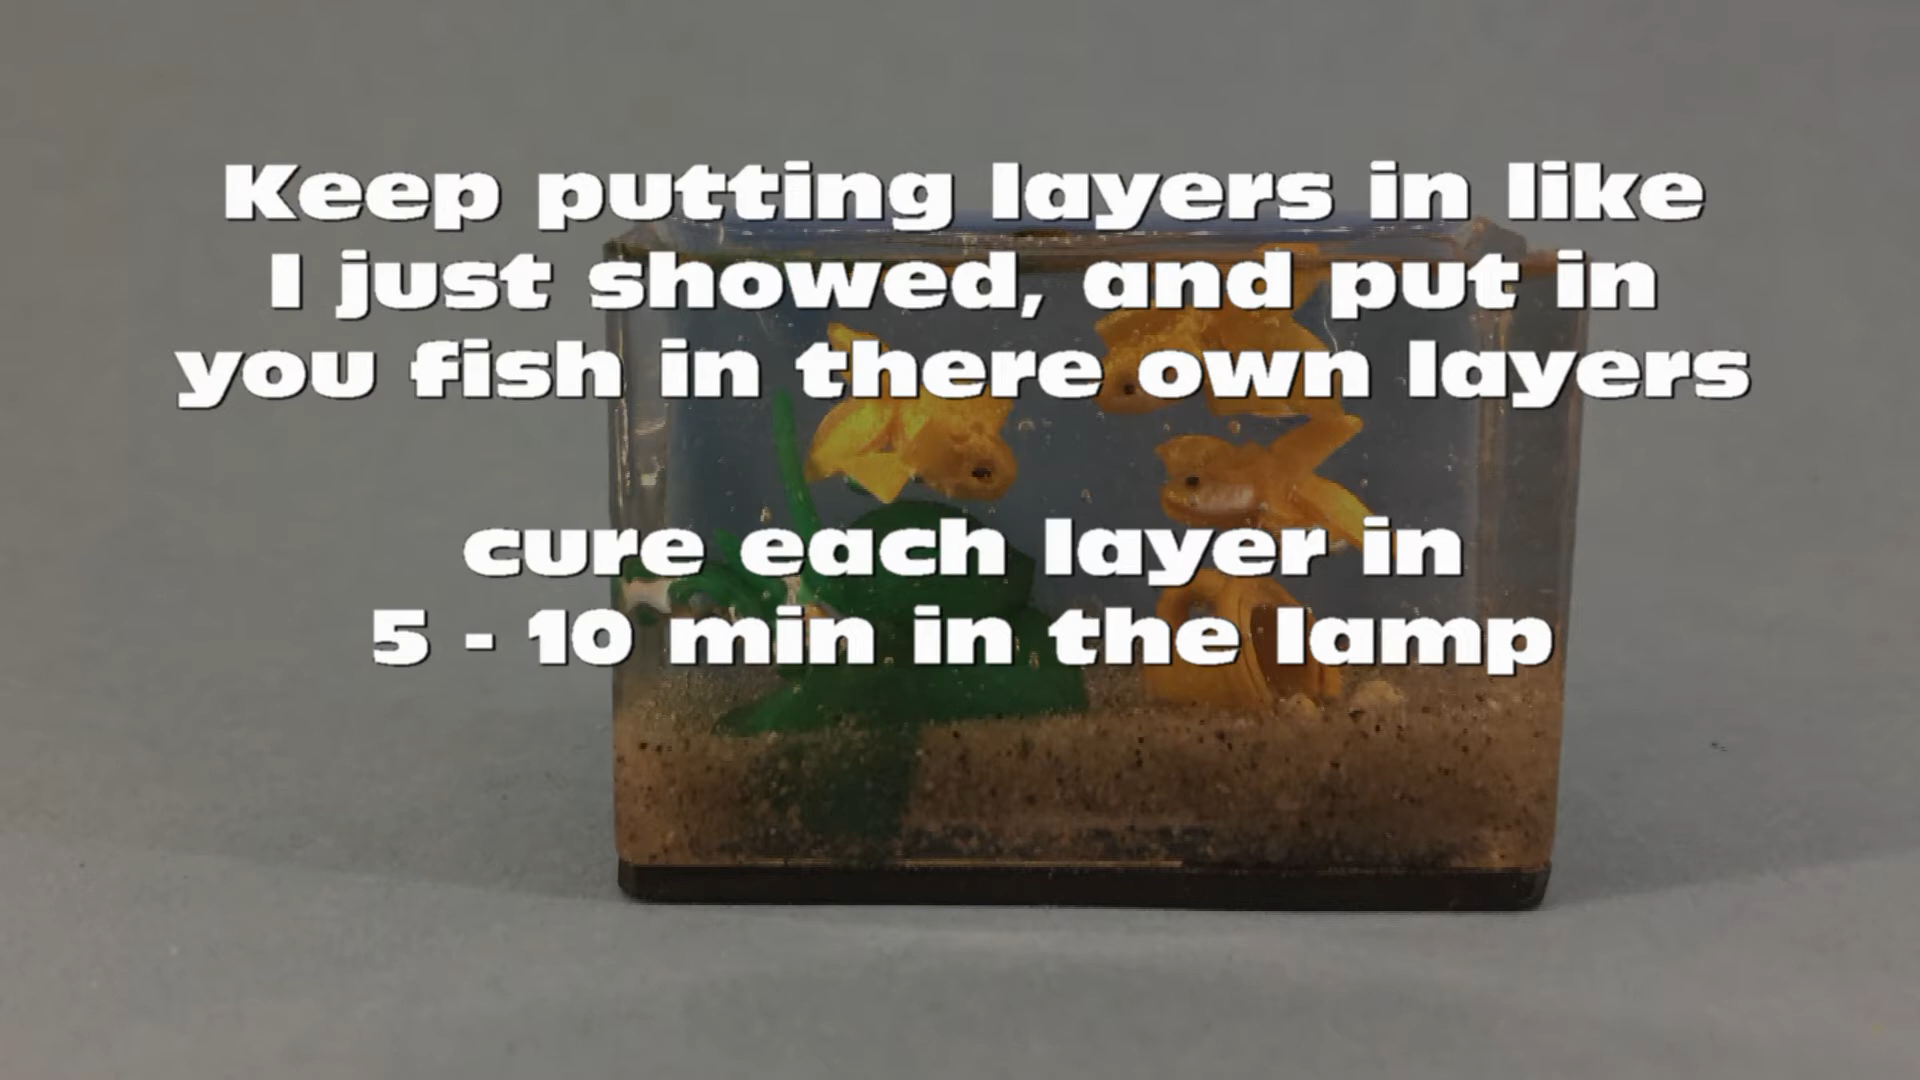 Keep putting layers in like
I just showed, and put in
you fish in there own layers
cure each layer in
5 - 10 min in the lamp